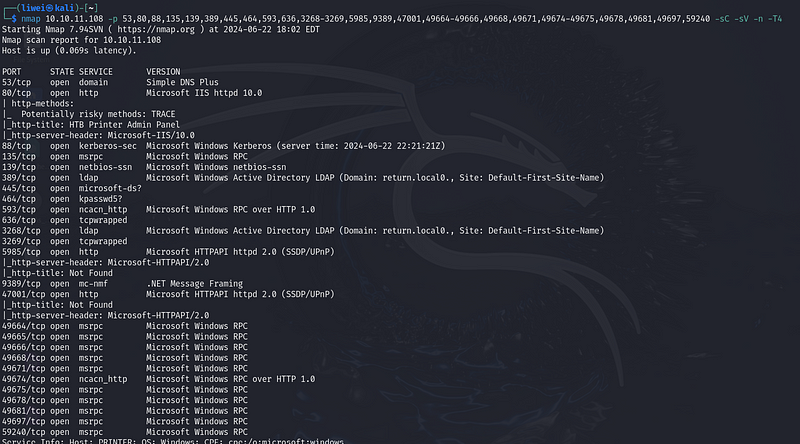 ┌──(liwei㉿kali)-[~]
└─$ nmap 10.10.11.108 -p 53,80,88,135,139,389,445,464,593,636,3268-3269,5985,9389,47001,49664-49666,49668,49671,49674-49675,49678,49681,49697,59240 -sC -sV -n -T4
Starting Nmap 7.94SVN ( https://nmap.org ) at 2024-06-22 18:02 EDT
Nmap scan report for 10.10.11.108
Host is up (0.069s latency).
PORT STATE SERVICE VERSION
53/tcp open domain Simple DNS Plus
80/tcp open http Microsoft IIS httpd 10.0
| http-methods:
|_ Potentially risky methods: TRACE
|_http-title: HTB Printer Admin Panel
|_http-server-header: Microsoft-IIS/10.0
88/tcp open kerberos-sec Microsoft Windows Kerberos (server time: 2024-06-22 22:21:21Z)
135/tcp open msrpc Microsoft Windows RPC
139/tcp open netbios-ssn Microsoft Windows netbios-ssn
389/tcp open ldap Microsoft Windows Active Directory LDAP (Domain: return.local0., Site: Default-First-Site-Name)
445/tcp open microsoft-ds?
464/tcp open kpasswd5?
593/tcp open ncacn_http Microsoft Windows RPC over HTTP 1.0
636/tcp open tcpwrapped
3268/tcp open ldap Microsoft Windows Active Directory LDAP (Domain: return.local0., Site: Default-First-Site-Name)
3269/tcp open tcpwrapped
5985/tcp open http Microsoft HTTPAPI httpd 2.0 (SSDP/UPnP)
|_http-server-header: Microsoft-HTTPAPI/2.0
|_http-title: Not Found
9389/tcp open mc-nmf .NET Message Framing
47001/tcp open http Microsoft HTTPAPI httpd 2.0 (SSDP/UPnP)
|_http-title: Not Found
|_http-server-header: Microsoft-HTTPAPI/2.0
49664/tcp open msrpc Microsoft Windows RPC
49665/tcp open msrpc Microsoft Windows RPC
49666/tcp open msrpc Microsoft Windows RPC
49668/tcp open msrpc Microsoft Windows RPC
49671/tcp open msrpc Microsoft Windows RPC
49674/tcp open ncacn_http Microsoft Windows RPC over HTTP 1.0
49675/tcp open msrpc Microsoft Windows RPC
49678/tcp open msrpc Microsoft Windows RPC
49681/tcp open msrpc Microsoft Windows RPC
49697/tcp open msrpc Microsoft Windows RPC
59240/tcp open msrpc Microsoft Windows RPC
Service Info: Host: PRINTER; OS: Windows; CPE: cpe:/o:microsoft:windows